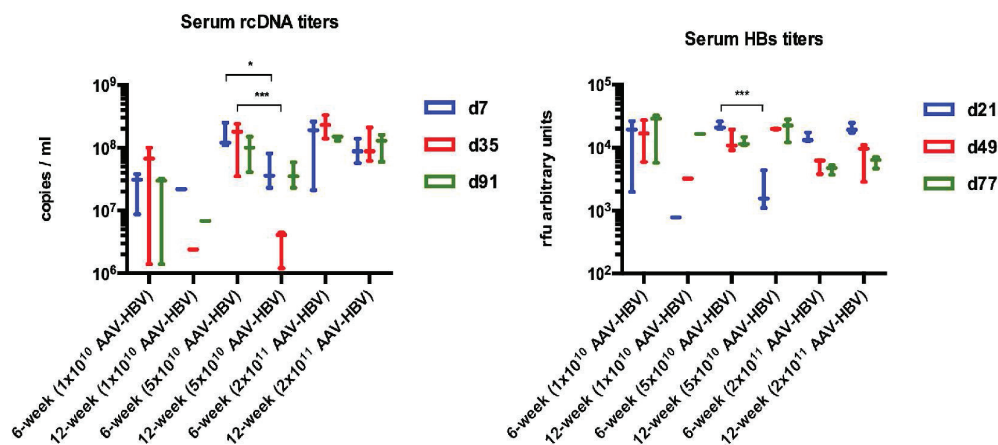 Serum rcDNA titers
* 
***
10⁹
10⁸
10⁷
10⁶
copies / ml
d7
d35
d91
6-week (1x10¹⁰ AAV-HBV)
12-week (1x10¹⁰ AAV-HBV)
6-week (5x10¹⁰ AAV-HBV)
12-week (5x10¹⁰ AAV-HBV)
6-week (2x10¹¹ AAV-HBV)
12-week (2x10¹¹ AAV-HBV)
Serum HBs titers
***
10⁵
10⁴
10³
10²
rfu arbitrary units
d21
d49
d77
6-week (1x10¹⁰ AAV-HBV)
12-week (1x10¹⁰ AAV-HBV)
6-week (5x10¹⁰ AAV-HBV)
12-week (5x10¹⁰ AAV-HBV)
6-week (2x10¹¹ AAV-HBV)
12-week (2x10¹¹ AAV-HBV)